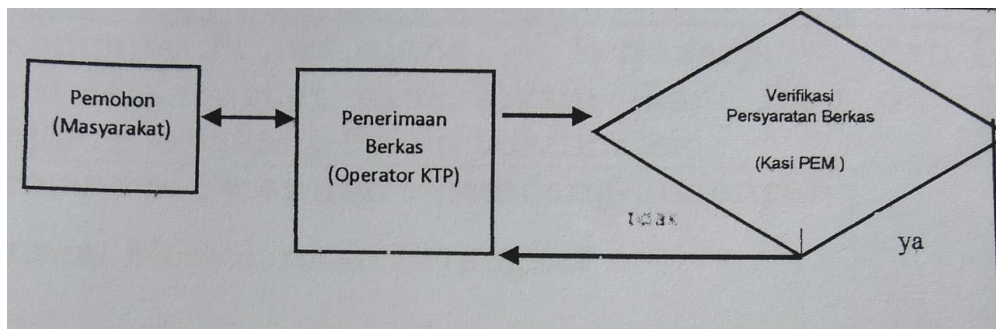 Pemohon
(Masyarakat)
Penerimaan
Berkas
(Operator KTP)
Verifikasi
Persyaratan Berkas
(Kasi PEM )
ya